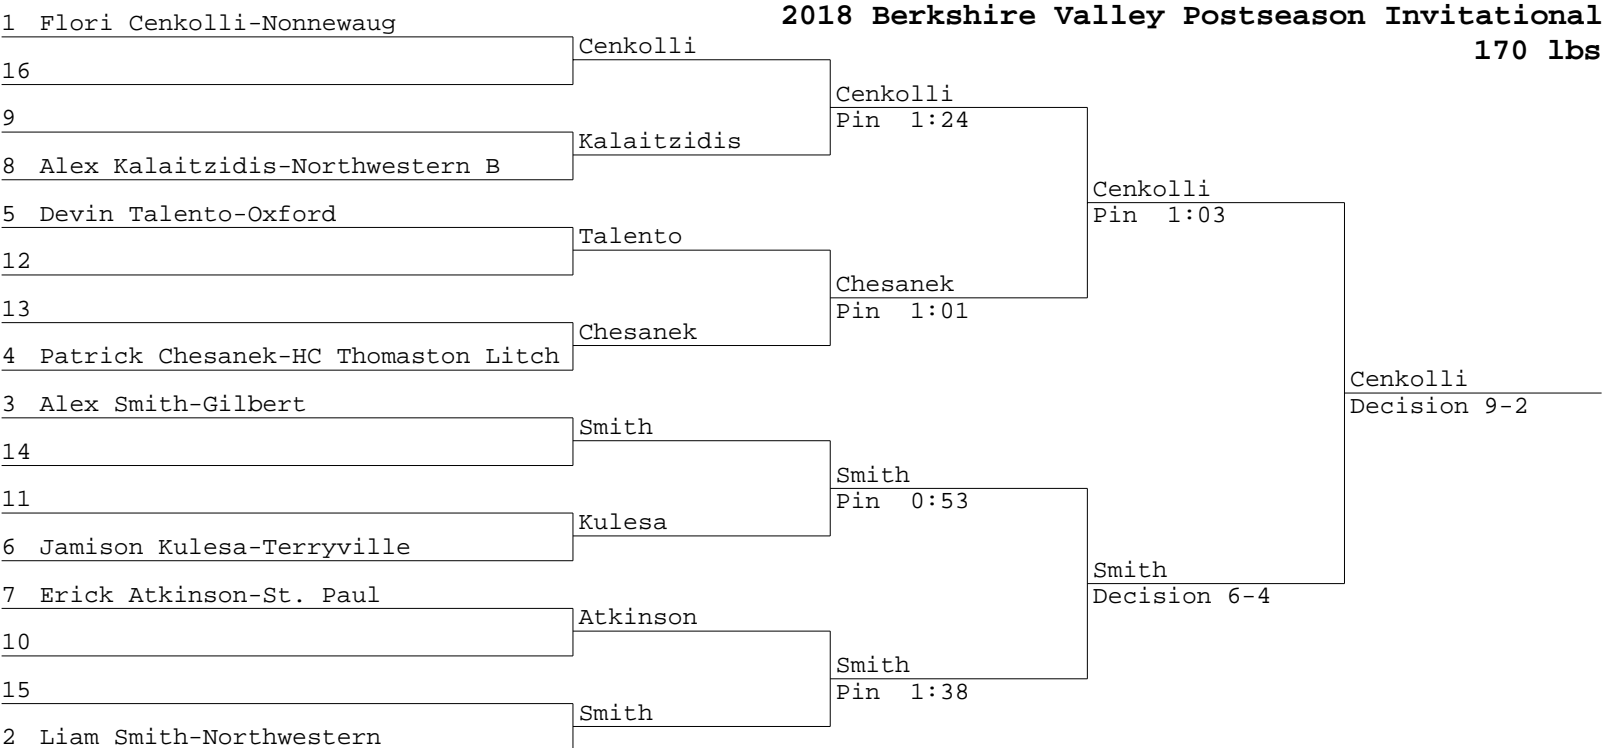 2018 Berkshire Valley Postseason Invitational
170 lbs
1 Flori Cenkolli-Nonnewaug
16
9
8 Alex Kalaitzidis-Northwestern B
5 Devin Talento-Oxford
12
13
4 Patrick Chesanek-HC Thomaston Litch
3 Alex Smith-Gilbert
14
11
6 Jamison Kulesa-Terryville
7 Erick Atkinson-St. Paul
10
15
2 Liam Smith-Northwestern
Cenkolli
Kalaitzidis
Talento
Chesanek
Smith
Kulesa
Atkinson
Smith
Cenkolli
Pin 1:24
Chesanek
Pin 1:01
Smith
Pin 0:53
Smith
Pin 1:38
Cenkolli
Pin 1:03
Smith
Decision 6-4
Cenkolli
Decision 9-2